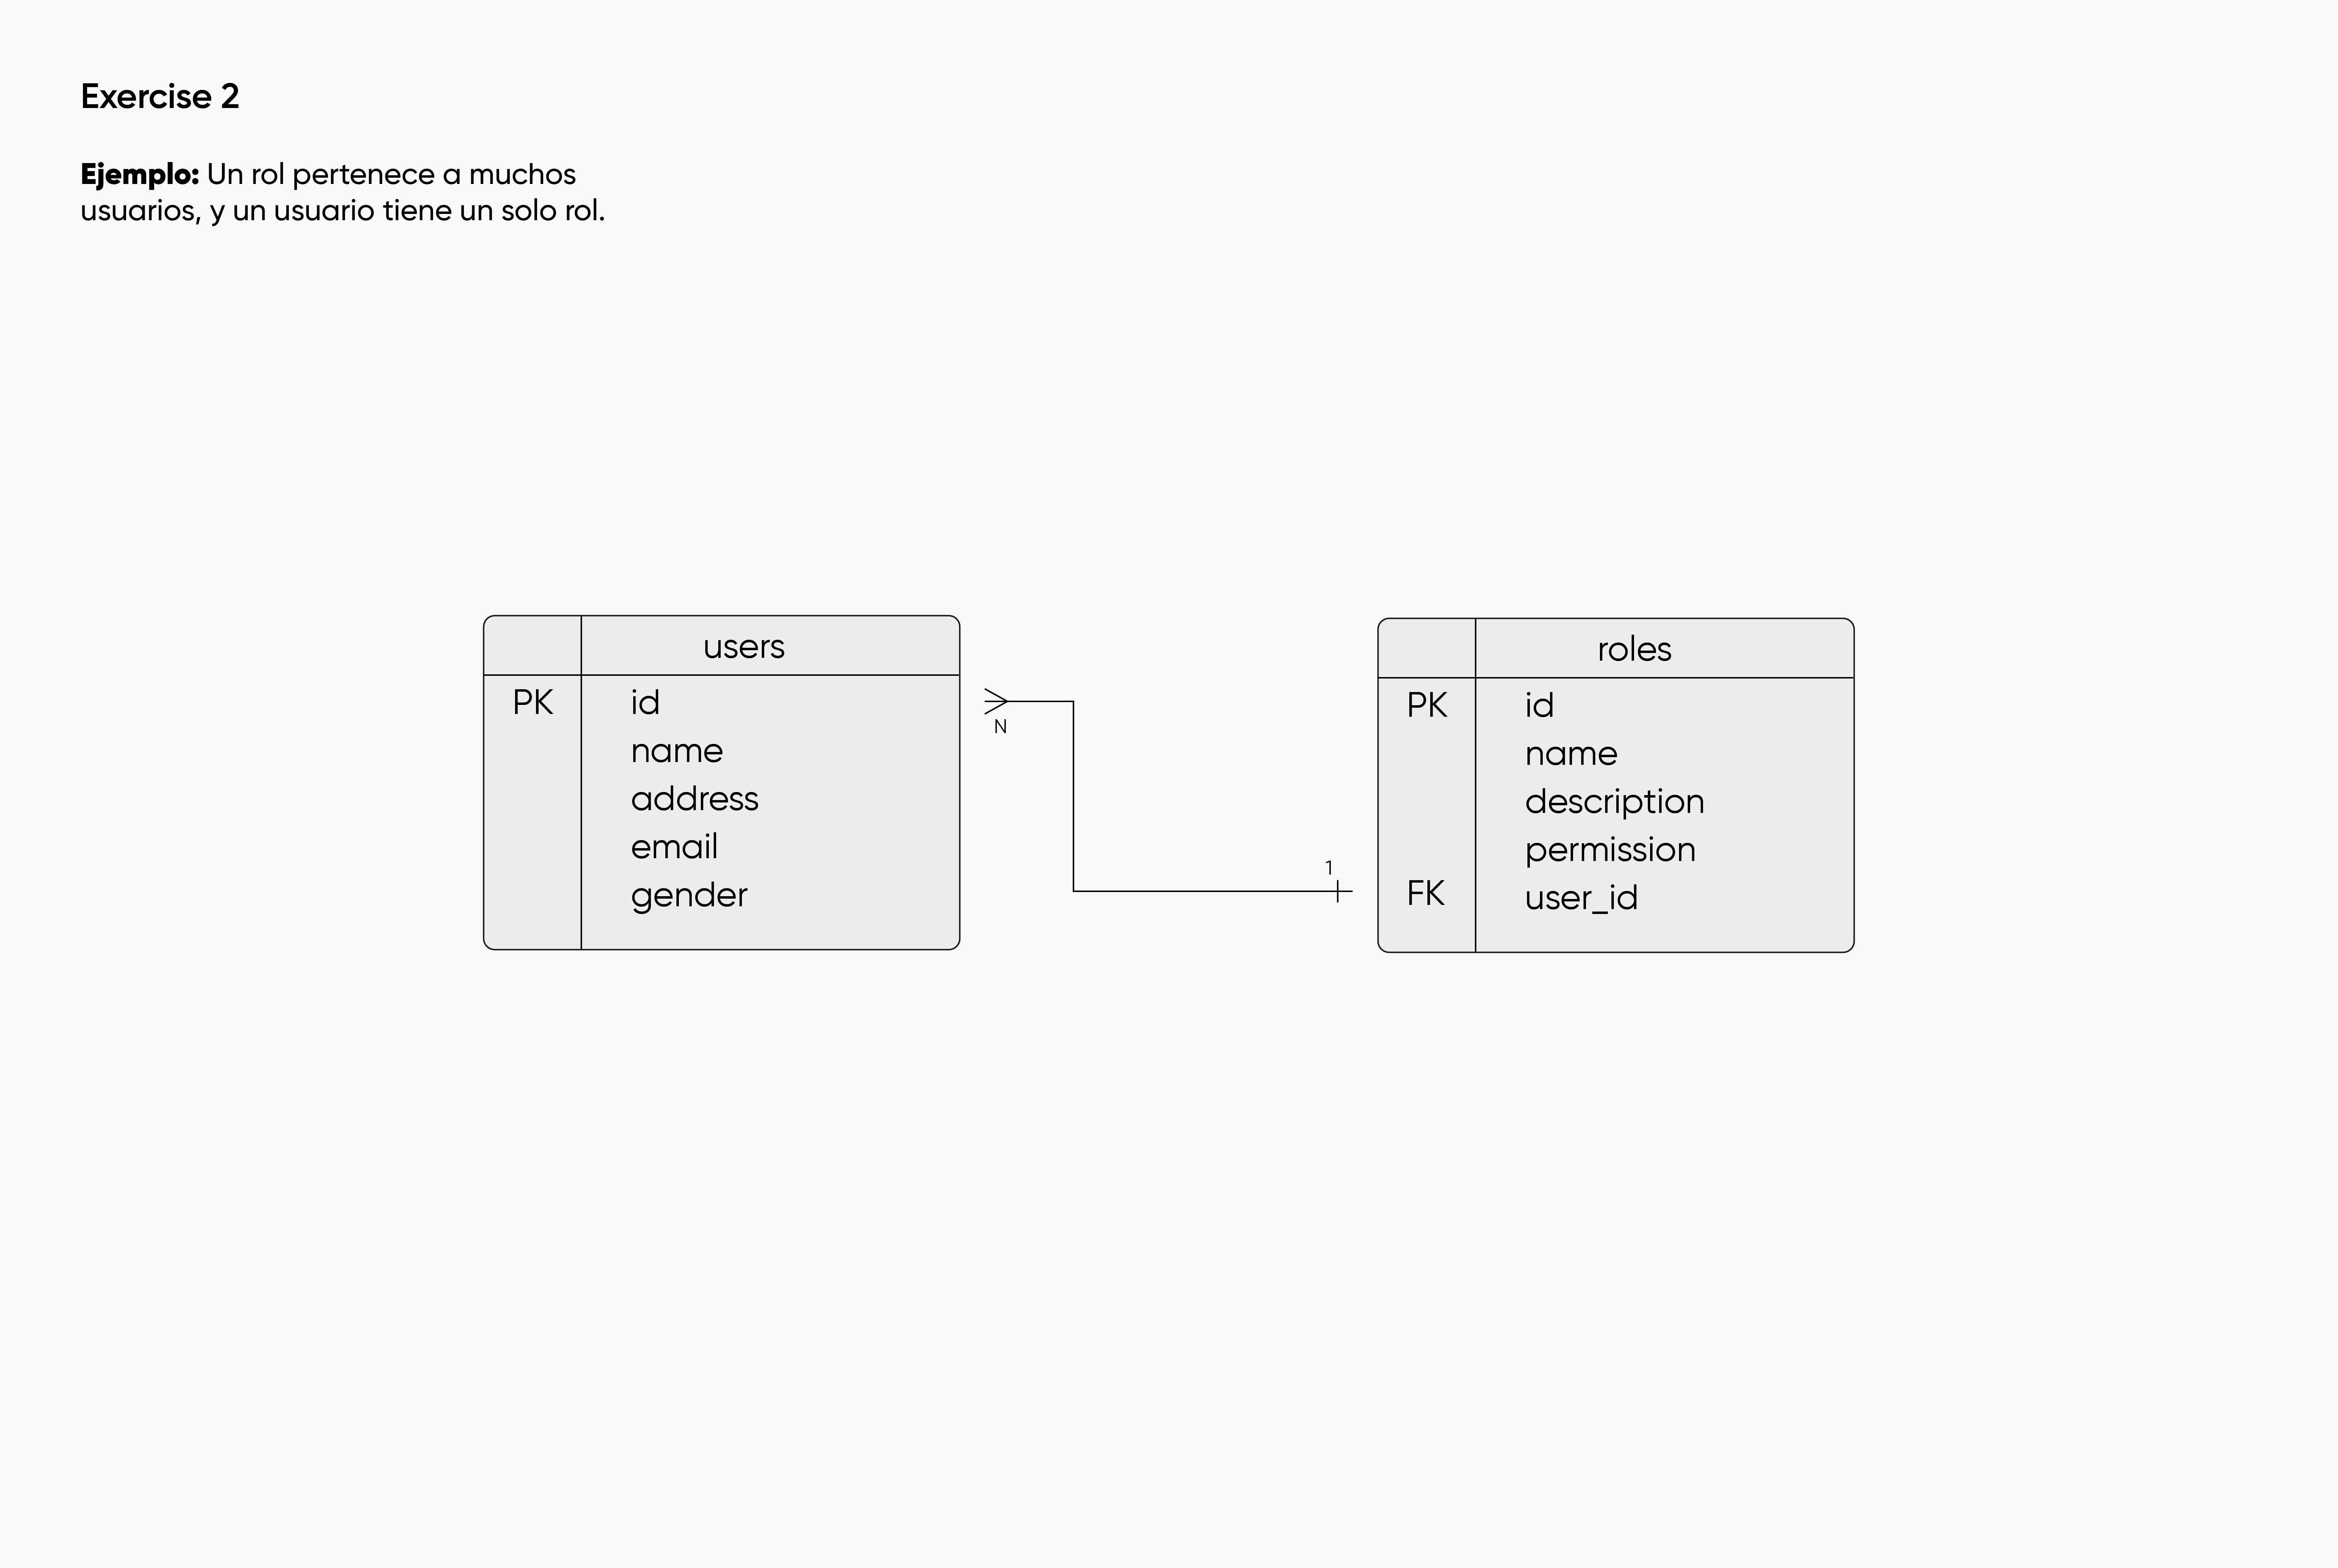 Exercise 2
Ejemplo: Un rol pertenece a muchos
usuarios, y un usuario tiene un solo rol.
users
PK id
name
address
email
gender
N
1
roles
PK id
name
description
permission
FK user_id